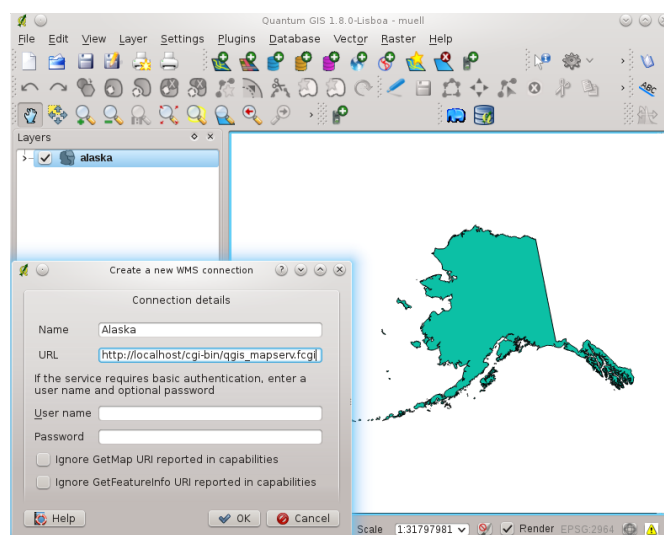 Quantum GIS 1.8.0-Lisboa - muell
File Edit View Layer Settings Plugins Database Vector Raster Help
ABC
Layers
alaska
Create a new WMS connection
Connection details
Name Alaska
URL http://localhost/cgi-bin/qgis_mapserv.fcgi
If the service requires basic authentication, enter a
user name and optional password
User name
Password
Ignore GetMap URI reported in capabilities
Ignore GetFeatureInfo URI reported in capabilities
Help OK Cancel
Scale 1:31797981 Render EPSG:2964